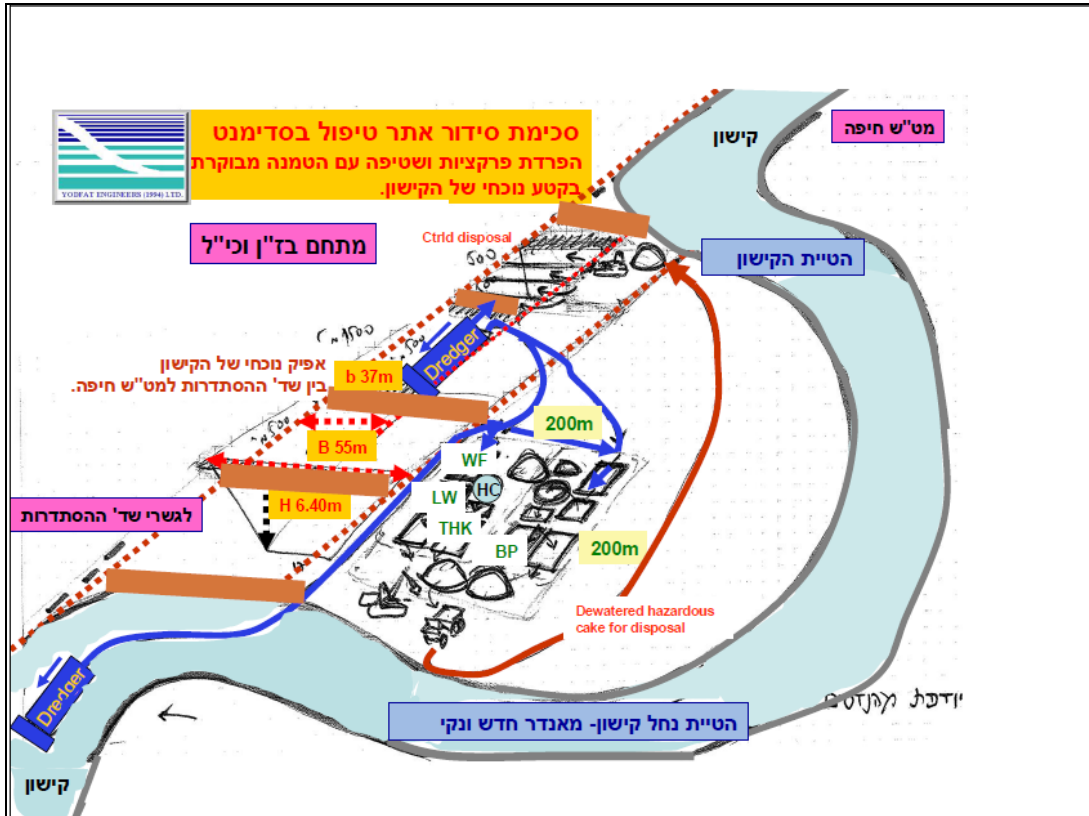 סכימת סידור אתר טיפול בסדימנט
הפרדת פרקציות ושטיפה עם הטמנה מבוקרת
בקטע נוכחי של הקישון.
YODFAT ENGINEERS (1994) LTD.
קישון
מט"ש חיפה
מתחם בז"ן וכי"ל
Ctrld disposal
500
הטיית הקישון
Dredger
אפיק נוכחי של הקישון
בין שד' ההסתדרות למט"ש חיפה.
b 37m
B 55m
200m
WF
HC
LW
THK
BP
200m
H 6.40m
לגשרי שד' ההסתדרות
Dewatered hazardous
cake for disposal
Dredger
הטיית נחל קישון- מאנדר חדש ונקי
יודפת מהנדסים
קישון